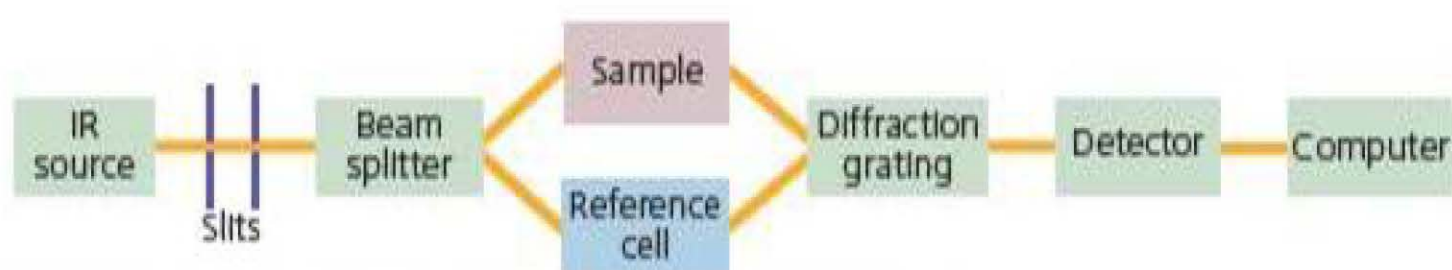 IR
source
Slits
Beam
splitter
Sample
Reference
cell
Diffraction
grating
Detector
Computer